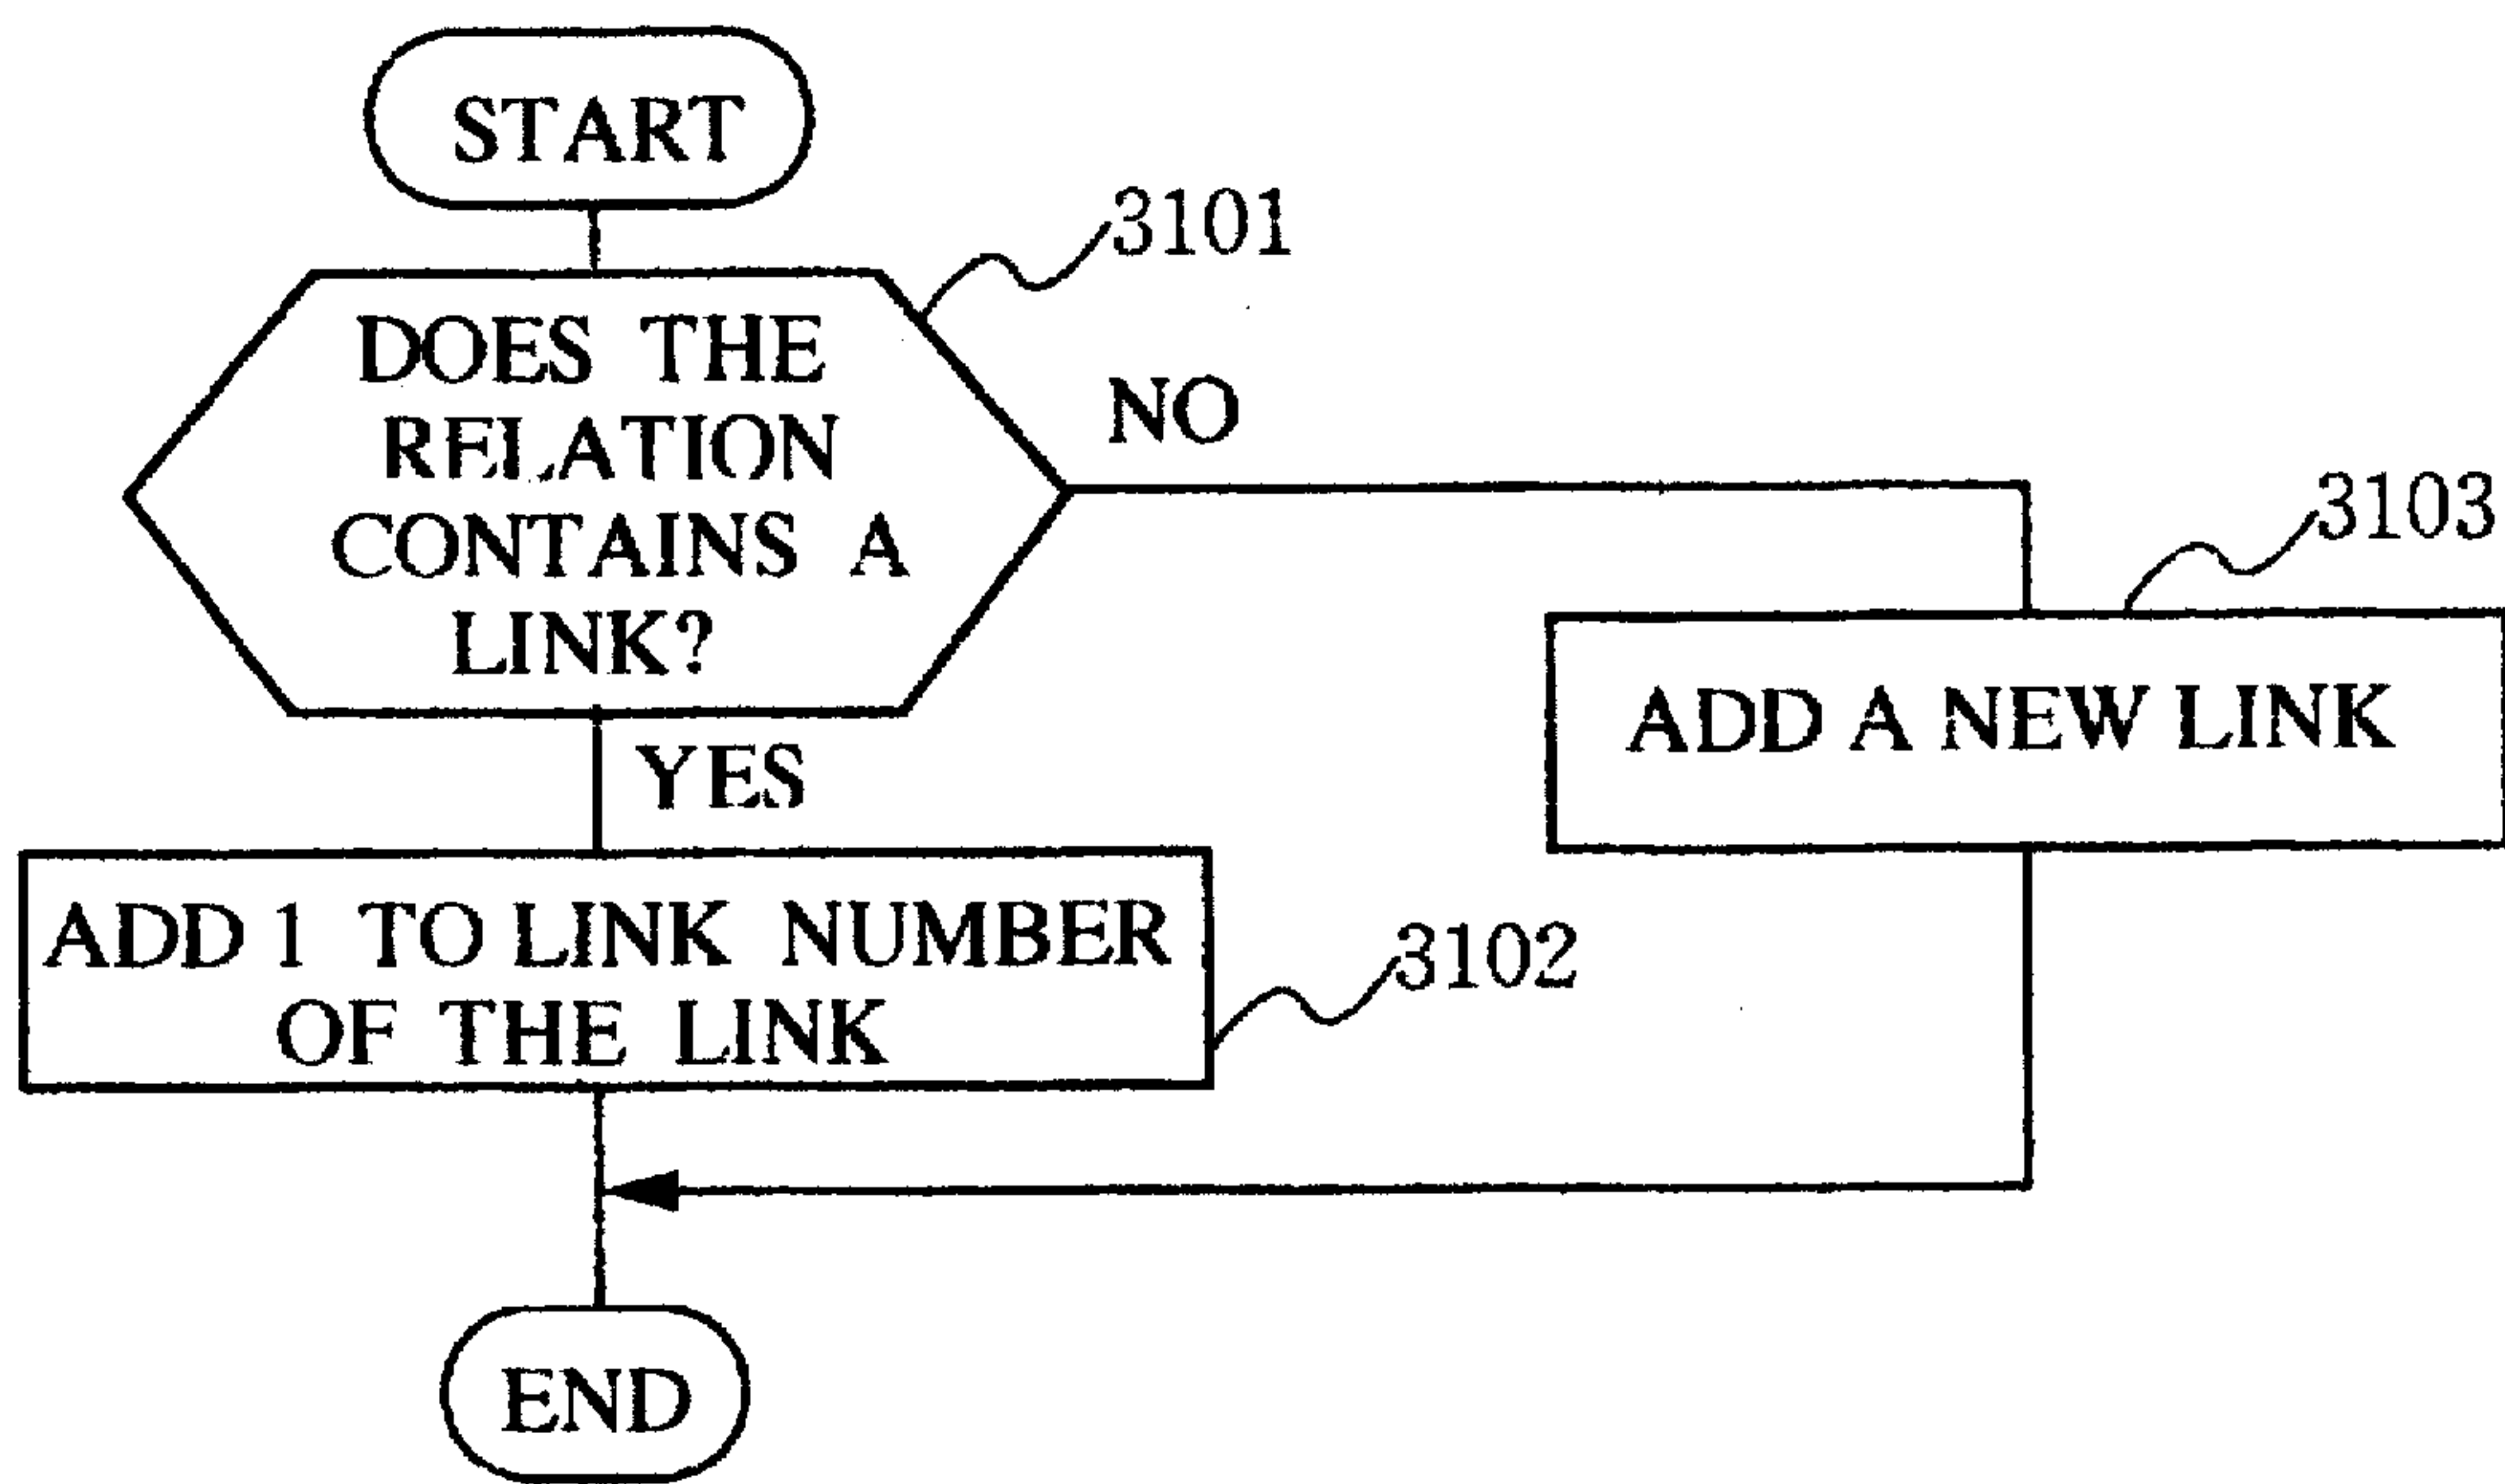 START
3101
DOES THE
RELATION
CONTAINS A
LINK?
NO
3103
ADD A NEW LINK
YES
ADD 1 TO LINK NUMBER
OF THE LINK
3102
END